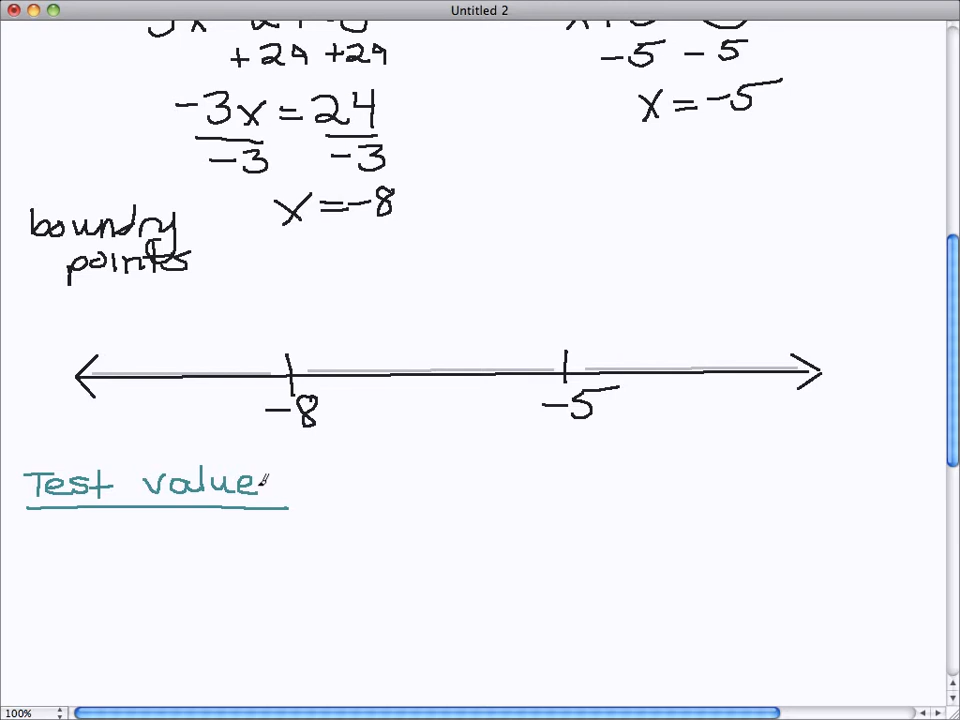 Untitled 2
+24 +24
-5 -5
-3x = 24
x = -5
-3 -3
x = -8
boundry
points
-8
-5
Test value
100%